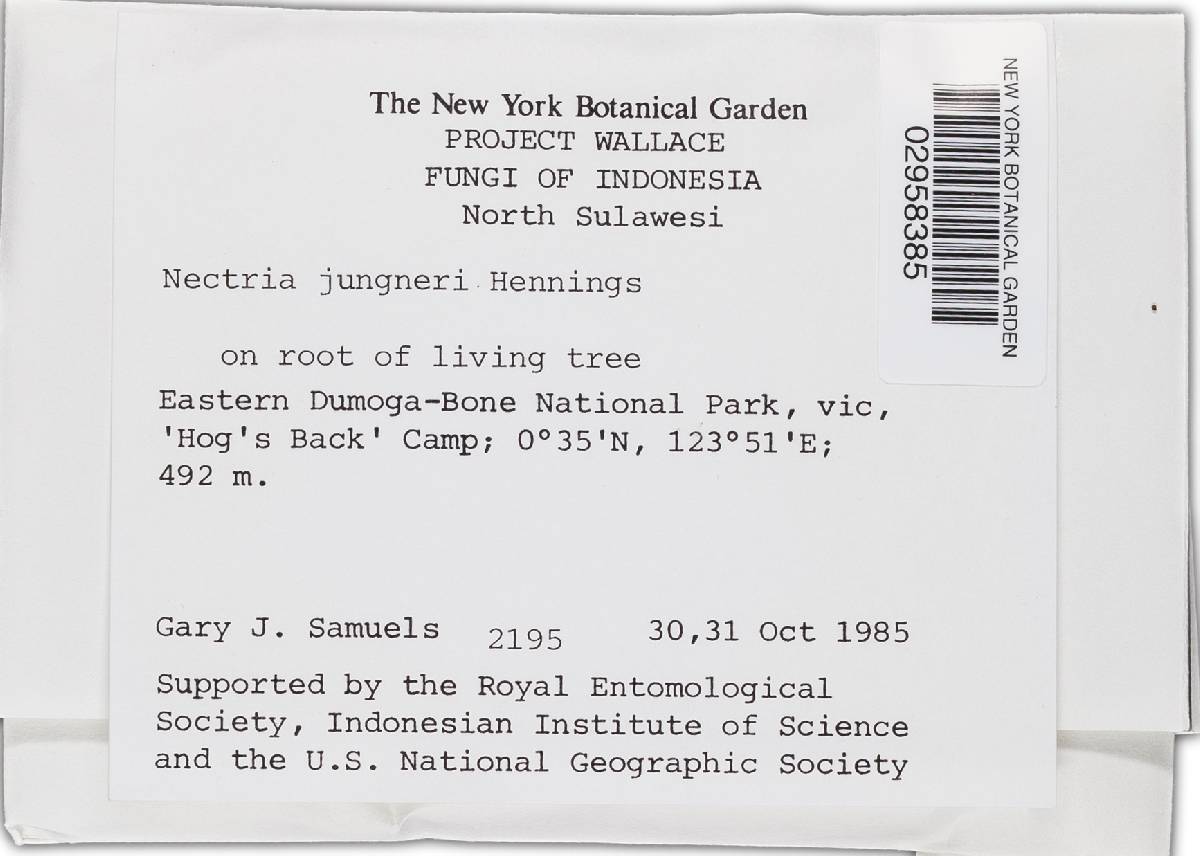 The New York Botanical Garden
PROJECT WALLACE
FUNGI OF INDONESIA
North Sulawesi
Nectria jungneri Hennings
on root of living tree
Eastern Dumoga-Bone National Park, vic,
'Hog's Back' Camp; 0°35'N, 123°51'E;
492 m.
Gary J. Samuels 2195 30,31 Oct 1985
Supported by the Royal Entomological
Society, Indonesian Institute of Science
and the U.S. National Geographic Society
NEW YORK BOTANICAL GARDEN
02958385